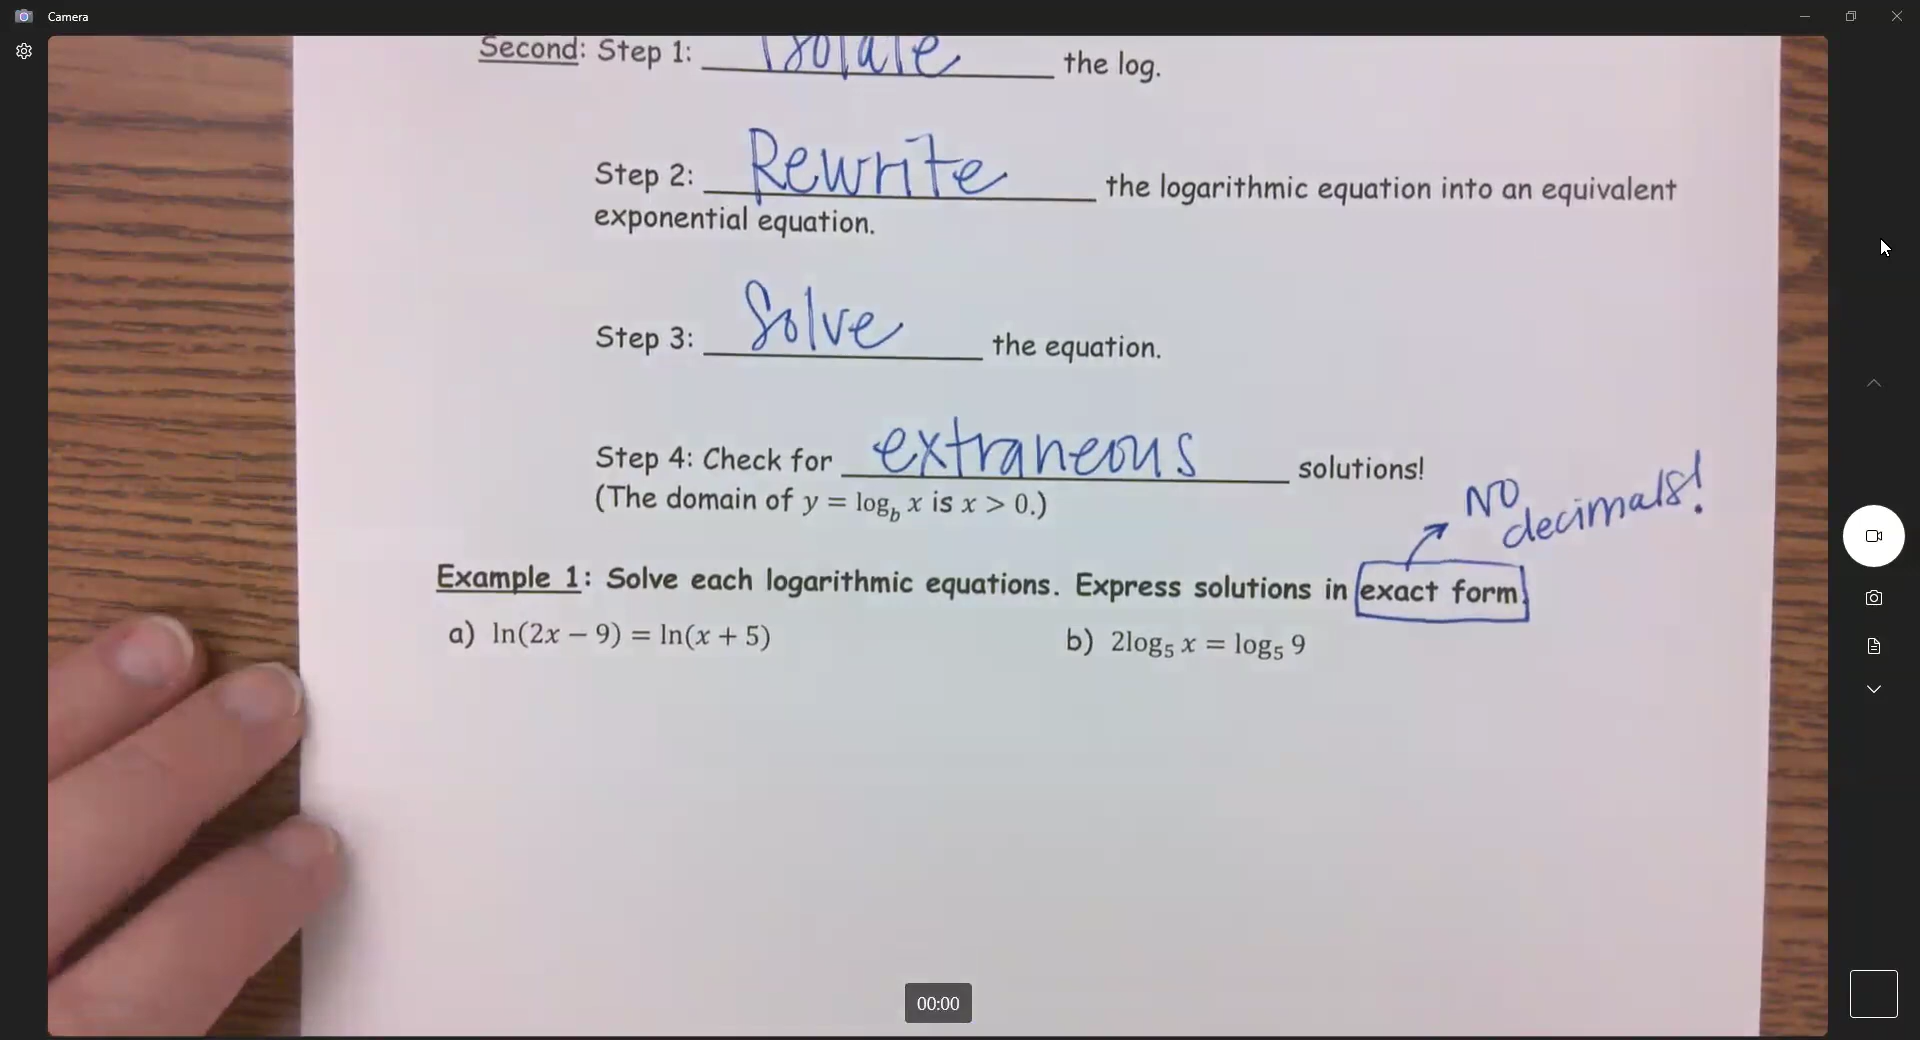 Camera
Second: Step 1: Isolate the log.
Step 2: Rewrite the logarithmic equation into an equivalent
exponential equation.
Step 3: Solve the equation.
Step 4: Check for extraneous solutions!
(The domain of y = log_b x is x > 0.)
NO
decimals!
Example 1: Solve each logarithmic equations. Express solutions in exact form.
a) ln(2x − 9) = ln(x + 5)
b) 2log₅ x = log₅ 9
00:00